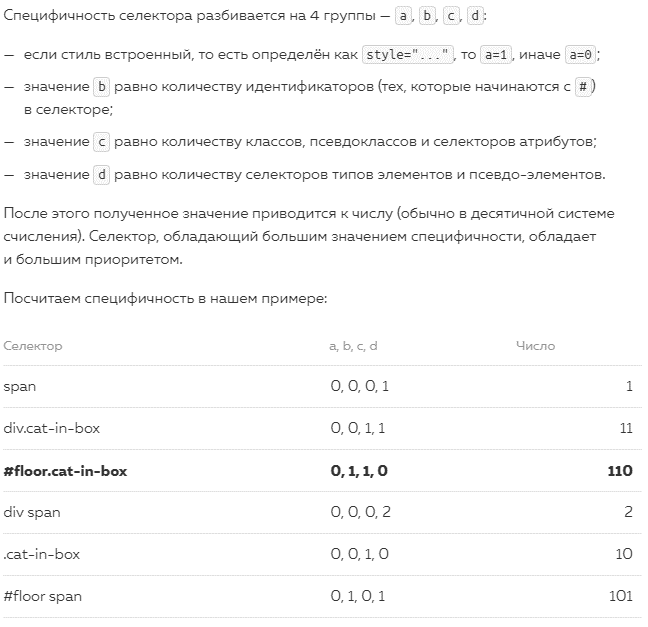 Специфичность селектора разбивается на 4 группы — a, b, c, d:
— если стиль встроенный, то есть определён как style="...", то a=1, иначе a=0;
— значение b равно количеству идентификаторов (тех, которые начинаются с #)
в селекторе;
— значение c равно количеству классов, псевдоклассов и селекторов атрибутов;
— значение d равно количеству селекторов типов элементов и псевдо-элементов.
После этого полученное значение приводится к числу (обычно в десятичной системе
счисления). Селектор, обладающий большим значением специфичности, обладает
и большим приоритетом.
Посчитаем специфичность в нашем примере:
Селектор a, b, c, d Число
span 0, 0, 0, 1 1
div.cat-in-box 0, 0, 1, 1 11
#floor.cat-in-box 0, 1, 1, 0 110
div span 0, 0, 0, 2 2
.cat-in-box 0, 0, 1, 0 10
#floor span 0, 1, 0, 1 101